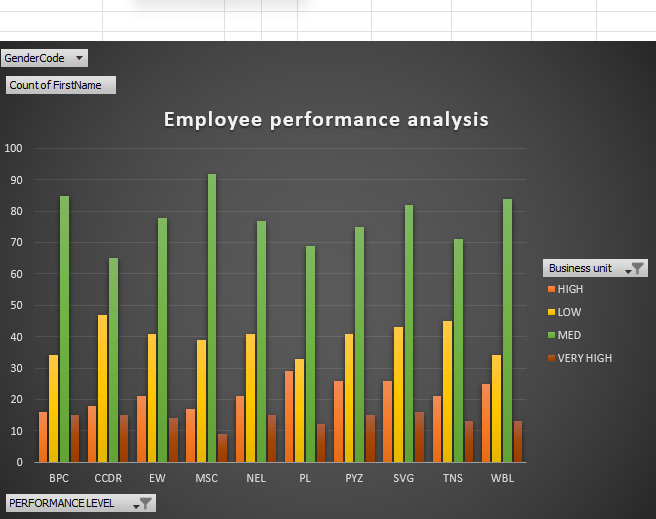 GenderCode
Count of FirstName
Employee performance analysis
100
90
80
70
60
50
40
30
20
10
0
BPC CCDR EW MSC NEL PL PYZ SVG TNS WBL
Business unit
HIGH
LOW
MED
VERY HIGH
PERFORMANCE LEVEL